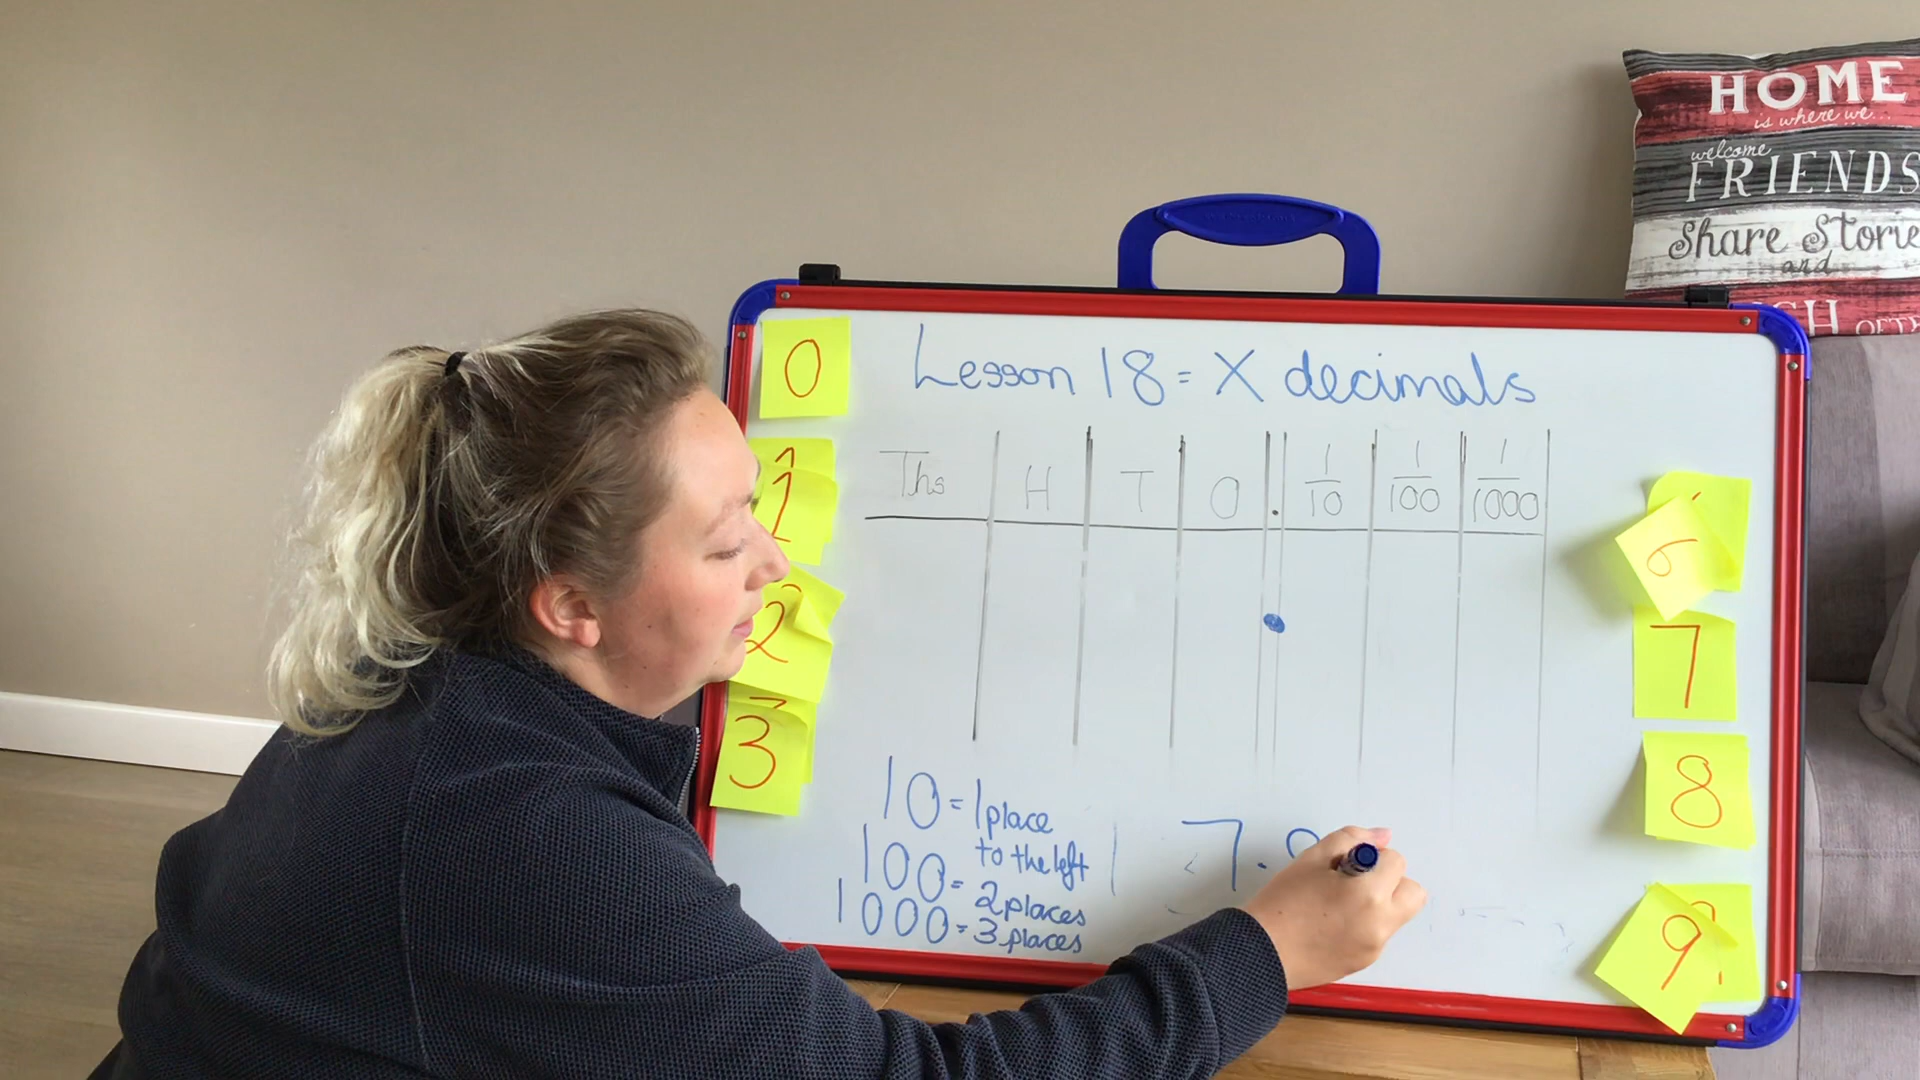 HOME
is where we...
welcome
FRIENDS
Share Storie
and
0
Lesson 18 = X decimals
Ths H T O . 1/10 1/100 1/1000
1
2
3
6
7
8
9
10 = 1 place
to the left
100 = 2 places
1000 = 3 places
1 7.